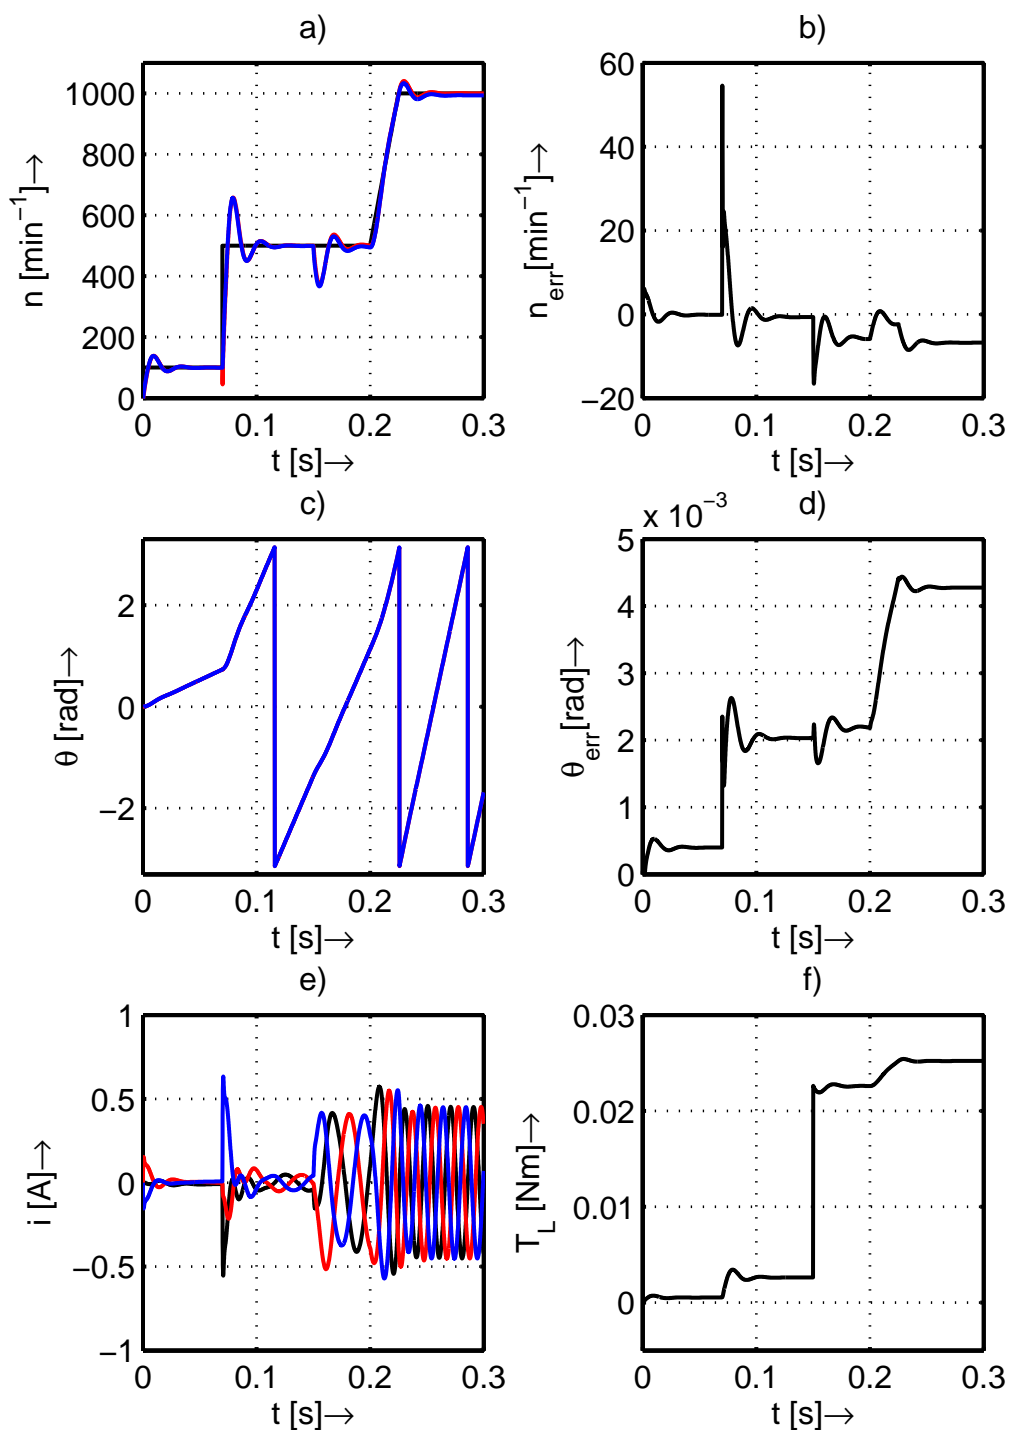 a)
n [min⁻¹]→
1000
800
600
400
200
0
0 0.1 0.2 0.3
t [s]→
b)
n_err[min⁻¹]→
60
40
20
0
−20
0 0.1 0.2 0.3
t [s]→
c)
θ [rad]→
2
0
−2
0 0.1 0.2 0.3
t [s]→
d)
x 10⁻³
θ_err[rad]→
5
4
3
2
1
0
0 0.1 0.2 0.3
t [s]→
e)
i [A]→
1
0.5
0
−0.5
−1
0 0.1 0.2 0.3
t [s]→
f)
T_L [Nm]→
0.03
0.02
0.01
0
0 0.1 0.2 0.3
t [s]→